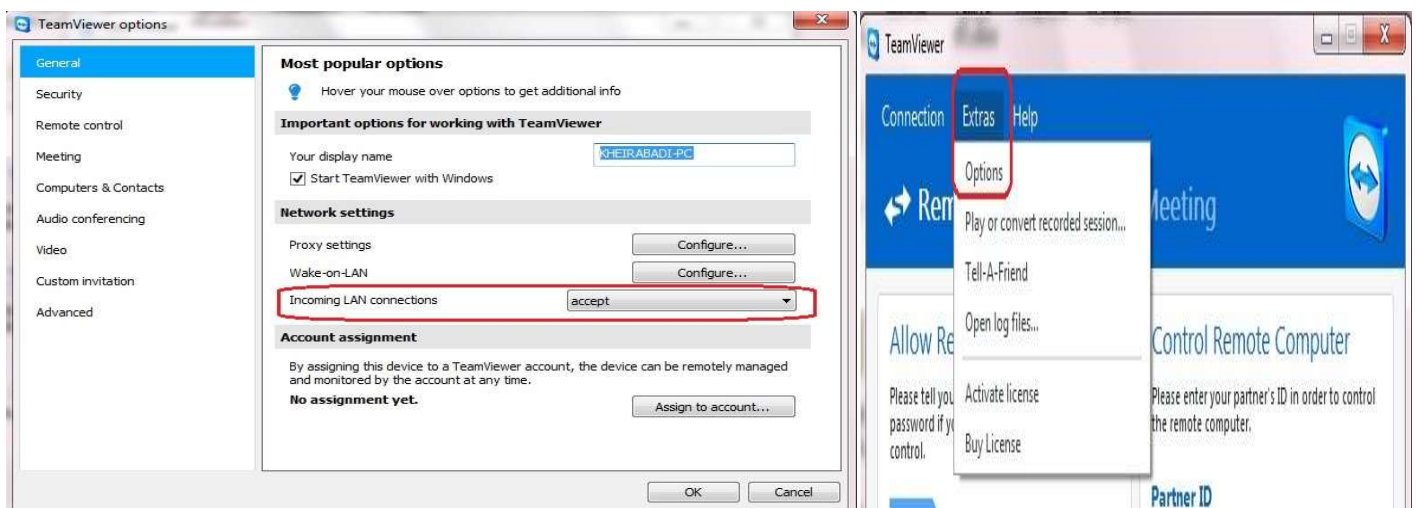 TeamViewer options
General
Security
Remote control
Meeting
Computers & Contacts
Audio conferencing
Video
Custom invitation
Advanced
Most popular options
Hover your mouse over options to get additional info
Important options for working with TeamViewer
Your display name
KHEIRABADI-PC
Start TeamViewer with Windows
Network settings
Proxy settings
Configure...
Wake-on-LAN
Configure...
Incoming LAN connections
accept
Account assignment
By assigning this device to a TeamViewer account, the device can be remotely managed
and monitored by the account at any time.
No assignment yet.
Assign to account...
OK
Cancel
TeamViewer
Connection Extras Help
Options
Play or convert recorded session...
Tell-A-Friend
Open log files...
Activate license
Buy License
Rem
Meeting
Allow Re
Please tell you
password if yo
control.
Control Remote Computer
Please enter your partner's ID in order to control
the remote computer.
Partner ID